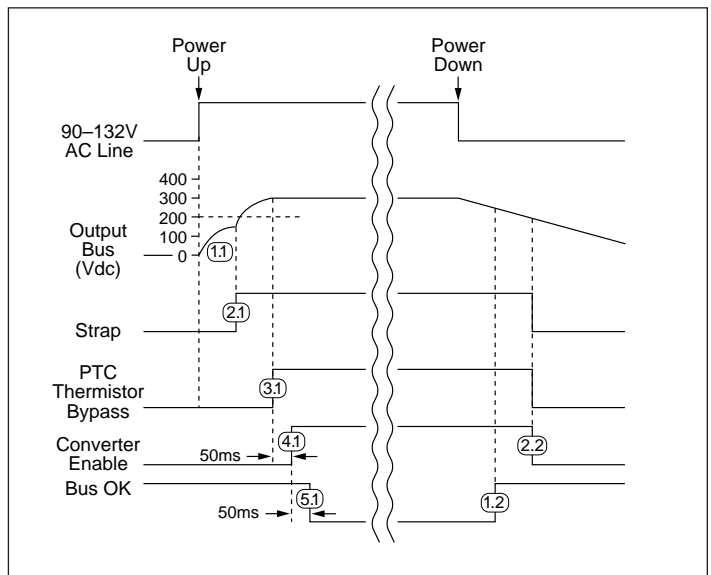 Power
Up
Power
Down
90–132V
AC Line
400
300
200
100
0
Output
Bus
(Vdc)
1.1
2.1
Strap
PTC
Thermistor
Bypass
3.1
Converter
Enable
4.1
50ms
2.2
Bus OK
5.1
50ms
1.2